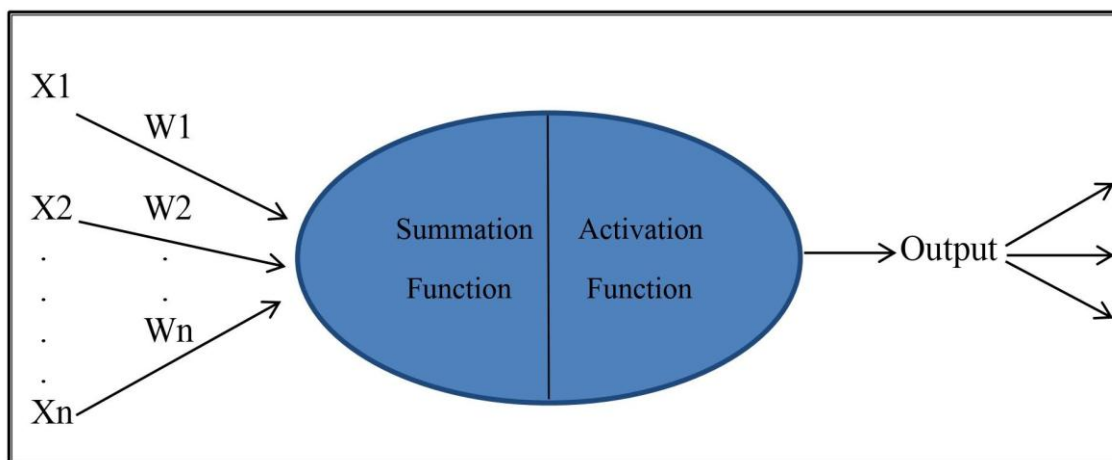 X1
W1
X2
W2
Summation
Function
Activation
Function
Output
.
.
.
.
.
.
Wn
Xn